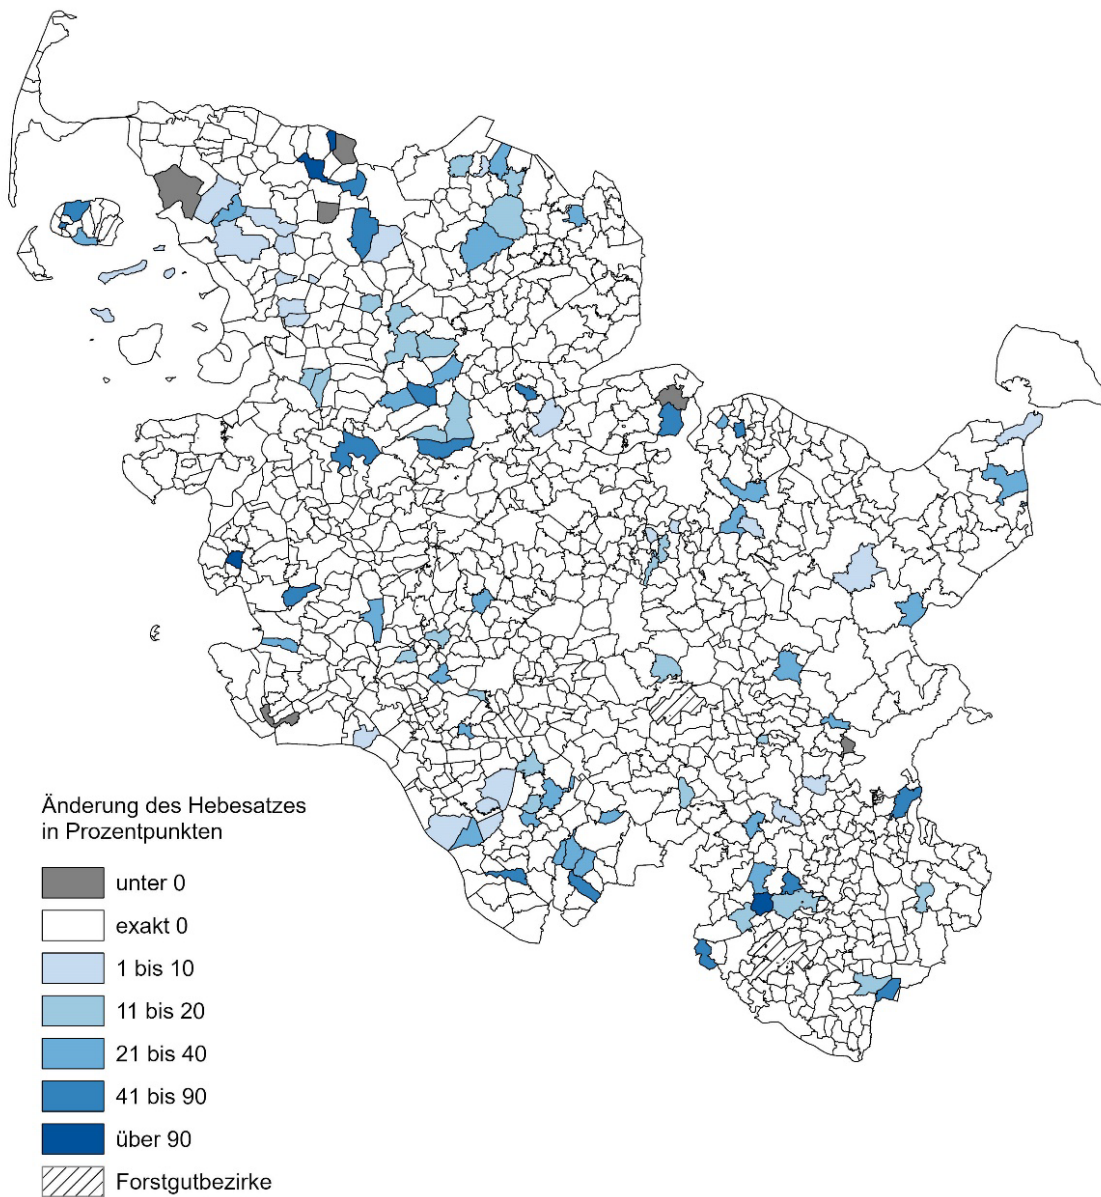 Änderung des Hebesatzes
in Prozentpunkten
unter 0
exakt 0
1 bis 10
11 bis 20
21 bis 40
41 bis 90
über 90
Forstgutbezirke